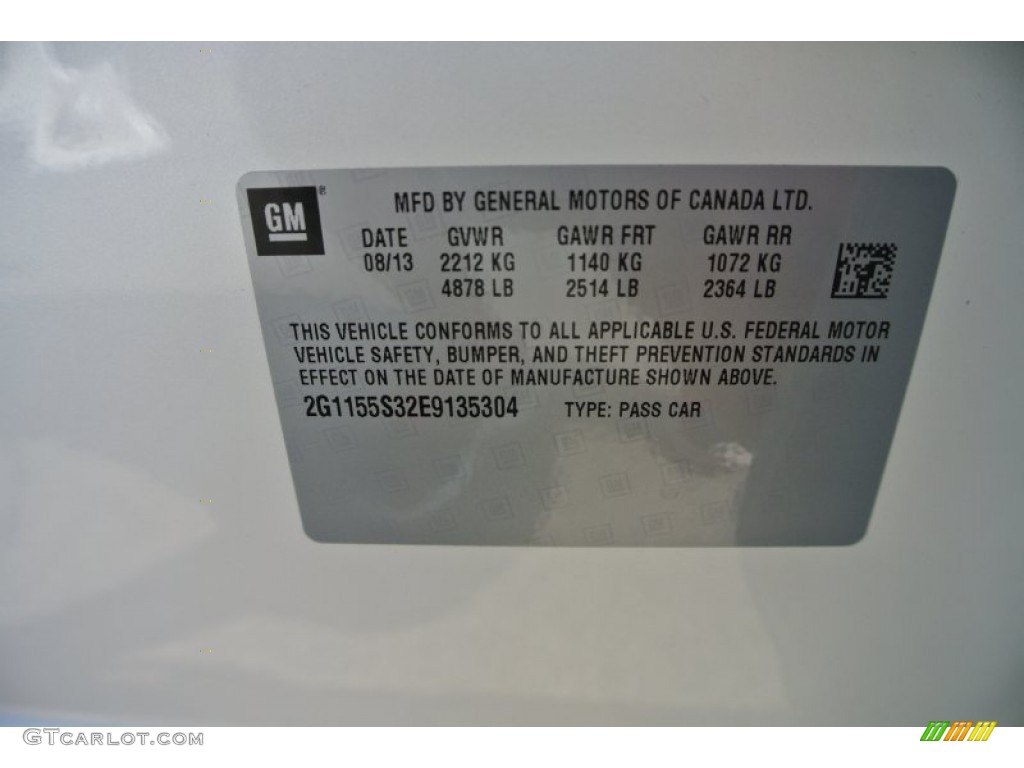 GM®
MFD BY GENERAL MOTORS OF CANADA LTD.
DATE GVWR GAWR FRT GAWR RR
08/13 2212 KG 1140 KG 1072 KG
4878 LB 2514 LB 2364 LB
THIS VEHICLE CONFORMS TO ALL APPLICABLE U.S. FEDERAL MOTOR
VEHICLE SAFETY, BUMPER, AND THEFT PREVENTION STANDARDS IN
EFFECT ON THE DATE OF MANUFACTURE SHOWN ABOVE.
2G1155S32E9135304 TYPE: PASS CAR
GTCARLOT.COM